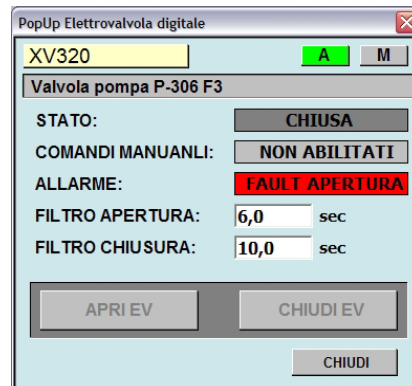 PopUp Elettrovalvola digitale
XV320 A M
Valvola pompa P-306 F3
STATO: CHIUSA
COMANDI MANUANLI: NON ABILITATI
ALLARME: FAULT APERTURA
FILTRO APERTURA: 6,0 sec
FILTRO CHIUSURA: 10,0 sec
APRI EV CHIUDI EV
CHIUDI